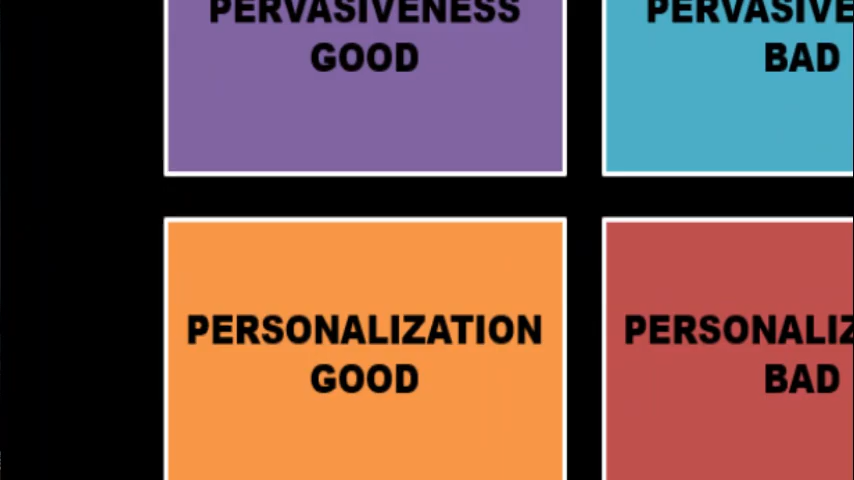 PERVASIVENESS
GOOD
PERVASIVE
BAD
PERSONALIZATION
GOOD
PERSONALIZ
BAD